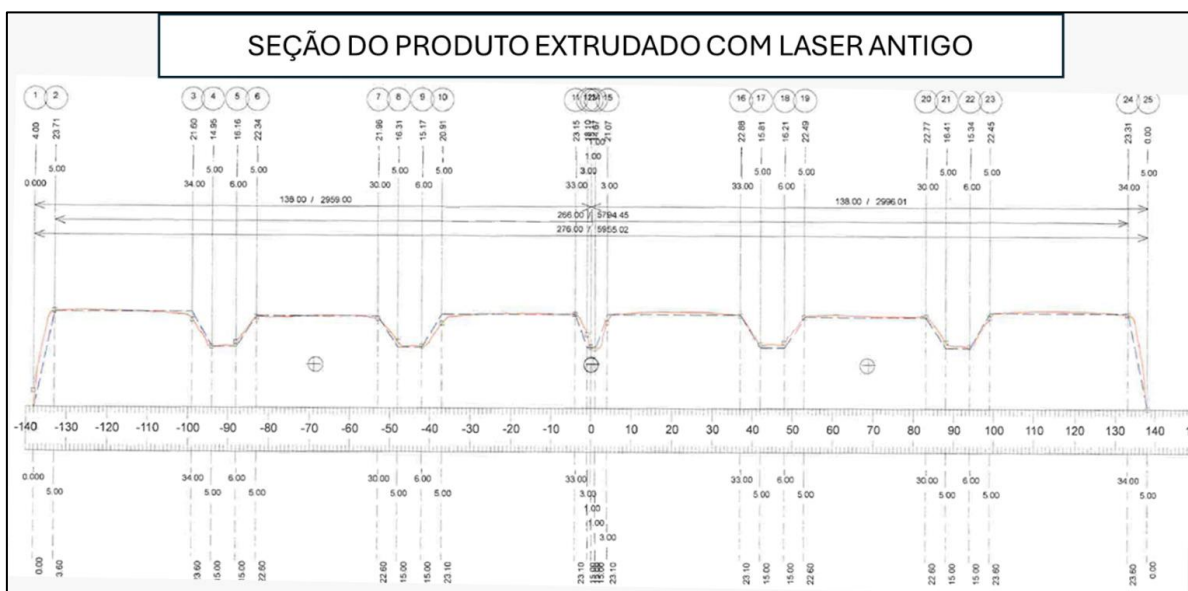 SEÇÃO DO PRODUTO EXTRUDADO COM LASER ANTIGO
1 2 3 4 5 6 7 8 9 10 11 15 16 17 18 19 20 21 22 23 24 25
4.00 23.71 21.60 14.95 16.16 22.34 21.96 16.31 15.17 20.91 23.15 21.07 22.88 15.81 16.21 22.49 22.77 16.41 15.34 22.45 23.31 0.00
1.00
1.00
5.00 5.00 5.00 5.00 5.00 3.00 5.00 5.00 5.00 5.00 5.00
0.000 34.00 6.00 30.00 6.00 33.00 3.00 33.00 6.00 30.00 6.00 34.00
138.00 / 2959.00 138.00 / 2996.01
266.00 / 5794.45
276.00 / 5955.02
-140 -130 -120 -110 -100 -90 -80 -70 -60 -50 -40 -30 -20 -10 0 10 20 30 40 50 60 70 80 90 100 110 120 130 140
0.000 34.00 6.00 30.00 6.00 33.00 33.00 6.00 30.00 6.00 34.00
5.00 5.00 5.00 5.00 5.00 3.00 5.00 5.00 5.00 5.00 5.00
1.00
1.00
3.00
0.00 3.60 23.60 15.00 15.00 22.60 22.60 15.00 15.00 23.10 23.10 23.10 23.10 15.00 15.00 22.60 22.60 15.00 15.00 23.60 23.60 0.00